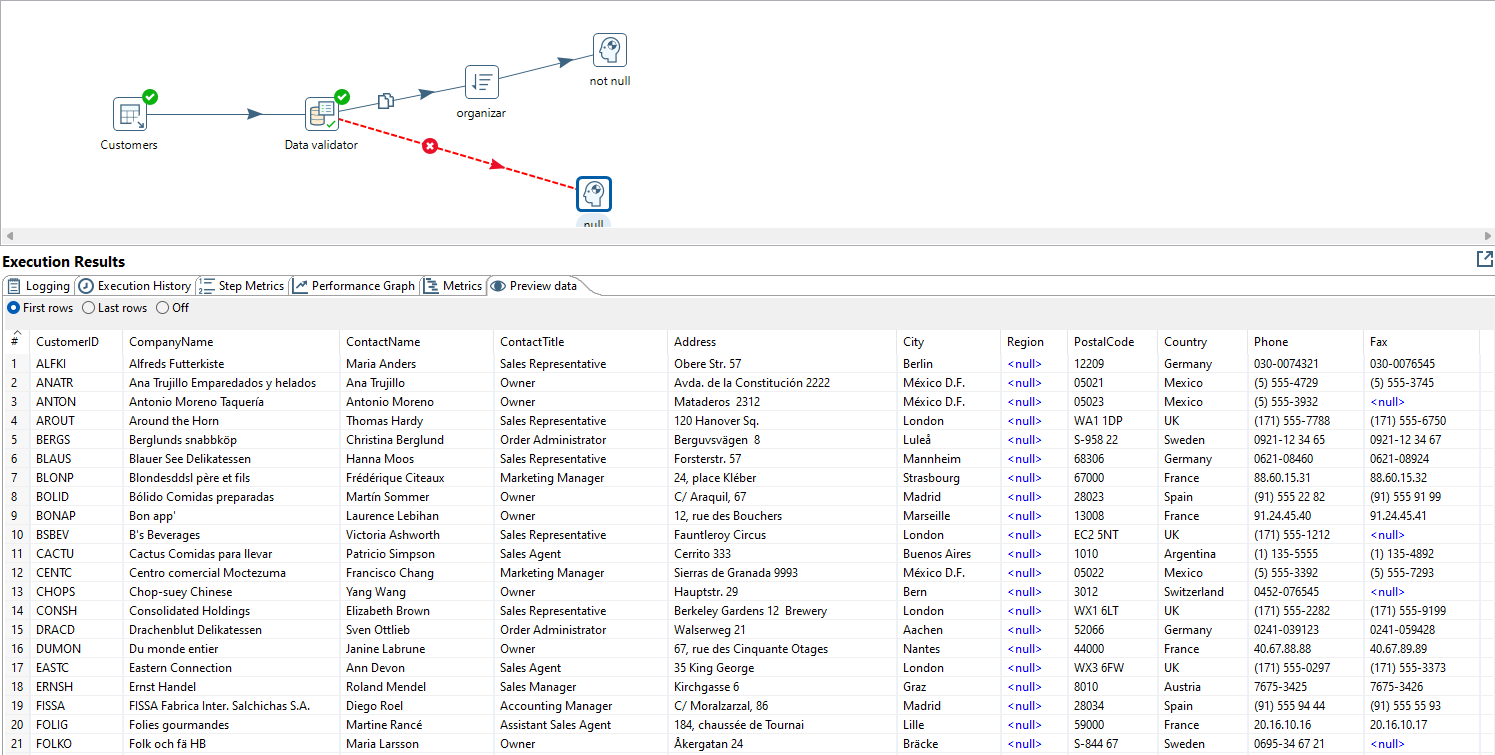 not null
organizar
Customers
Data validator
null
Execution Results
Logging Execution History Step Metrics Performance Graph Metrics Preview data
First rows Last rows Off
# CustomerID CompanyName ContactName ContactTitle Address City Region PostalCode Country Phone Fax
1 ALFKI Alfreds Futterkiste Maria Anders Sales Representative Obere Str. 57 Berlin <null> 12209 Germany 030-0074321 030-0076545
2 ANATR Ana Trujillo Emparedados y helados Ana Trujillo Owner Avda. de la Constitución 2222 México D.F. <null> 05021 Mexico (5) 555-4729 (5) 555-3745
3 ANTON Antonio Moreno Taquería Antonio Moreno Owner Mataderos 2312 México D.F. <null> 05023 Mexico (5) 555-3932 <null>
4 AROUT Around the Horn Thomas Hardy Sales Representative 120 Hanover Sq. London <null> WA1 1DP UK (171) 555-7788 (171) 555-6750
5 BERGS Berglunds snabbköp Christina Berglund Order Administrator Berguvsvägen 8 Luleå <null> S-958 22 Sweden 0921-12 34 65 0921-12 34 67
6 BLAUS Blauer See Delikatessen Hanna Moos Sales Representative Forsterstr. 57 Mannheim <null> 68306 Germany 0621-08460 0621-08924
7 BLONP Blondesddsl père et fils Frédérique Citeaux Marketing Manager 24, place Kléber Strasbourg <null> 67000 France 88.60.15.31 88.60.15.32
8 BOLID Bólido Comidas preparadas Martín Sommer Owner C/ Araquil, 67 Madrid <null> 28023 Spain (91) 555 22 82 (91) 555 91 99
9 BONAP Bon app' Laurence Lebihan Owner 12, rue des Bouchers Marseille <null> 13008 France 91.24.45.40 91.24.45.41
10 BSBEV B's Beverages Victoria Ashworth Sales Representative Fauntleroy Circus London <null> EC2 5NT UK (171) 555-1212 <null>
11 CACTU Cactus Comidas para llevar Patricio Simpson Sales Agent Cerrito 333 Buenos Aires <null> 1010 Argentina (1) 135-5555 (1) 135-4892
12 CENTC Centro comercial Moctezuma Francisco Chang Marketing Manager Sierras de Granada 9993 México D.F. <null> 05022 Mexico (5) 555-3392 (5) 555-7293
13 CHOPS Chop-suey Chinese Yang Wang Owner Hauptstr. 29 Bern <null> 3012 Switzerland 0452-076545 <null>
14 CONSH Consolidated Holdings Elizabeth Brown Sales Representative Berkeley Gardens 12 Brewery London <null> WX1 6LT UK (171) 555-2282 (171) 555-9199
15 DRACD Drachenblut Delikatessen Sven Ottlieb Order Administrator Walserweg 21 Aachen <null> 52066 Germany 0241-039123 0241-059428
16 DUMON Du monde entier Janine Labrune Owner 67, rue des Cinquante Otages Nantes <null> 44000 France 40.67.88.88 40.67.89.89
17 EASTC Eastern Connection Ann Devon Sales Agent 35 King George London <null> WX3 6FW UK (171) 555-0297 (171) 555-3373
18 ERNSH Ernst Handel Roland Mendel Sales Manager Kirchgasse 6 Graz <null> 8010 Austria 7675-3425 7675-3426
19 FISSA FISSA Fabrica Inter. Salchichas S.A. Diego Roel Accounting Manager C/ Moralzarzal, 86 Madrid <null> 28034 Spain (91) 555 94 44 (91) 555 55 93
20 FOLIG Folies gourmandes Martine Rancé Assistant Sales Agent 184, chaussée de Tournai Lille <null> 59000 France 20.16.10.16 20.16.10.17
21 FOLKO Folk och fä HB Maria Larsson Owner Åkergatan 24 Bräcke <null> S-844 67 Sweden 0695-34 67 21 <null>